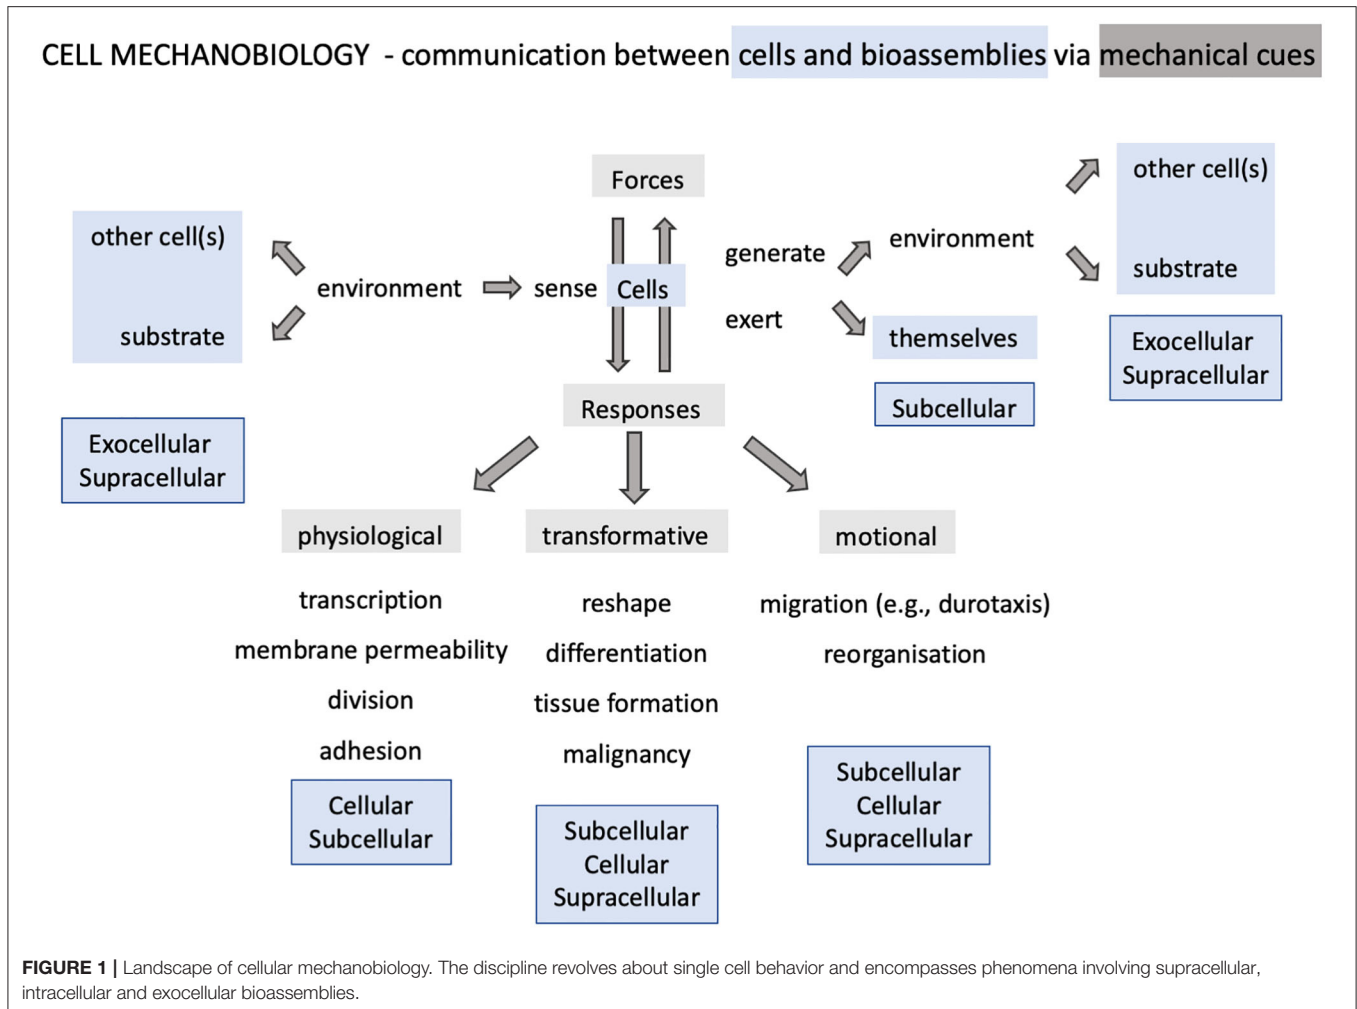 CELL MECHANOBIOLOGY - communication between cells and bioassemblies via mechanical cues
Forces
other cell(s)
substrate
environment
sense
Cells
generate
exert
environment
themselves
Subcellular
other cell(s)
substrate
Exocellular
Supracellular
Exocellular
Supracellular
Responses
physiological
transcription
membrane permeability
division
adhesion
Cellular
Subcellular
transformative
reshape
differentiation
tissue formation
malignancy
Subcellular
Cellular
Supracellular
motional
migration (e.g., durotaxis)
reorganisation
Subcellular
Cellular
Supracellular
FIGURE 1 | Landscape of cellular mechanobiology. The discipline revolves about single cell behavior and encompasses phenomena involving supracellular,
intracellular and exocellular bioassemblies.